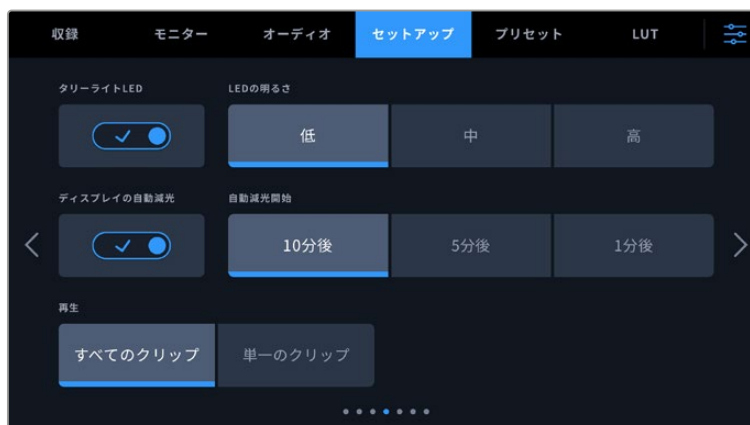 収録 モニター オーディオ セットアップ プリセット LUT
タリーライトLED LEDの明るさ
低 中 高
ディスプレイの自動減光 自動減光開始
10分後 5分後 1分後
再生
すべてのクリップ 単一のクリップ